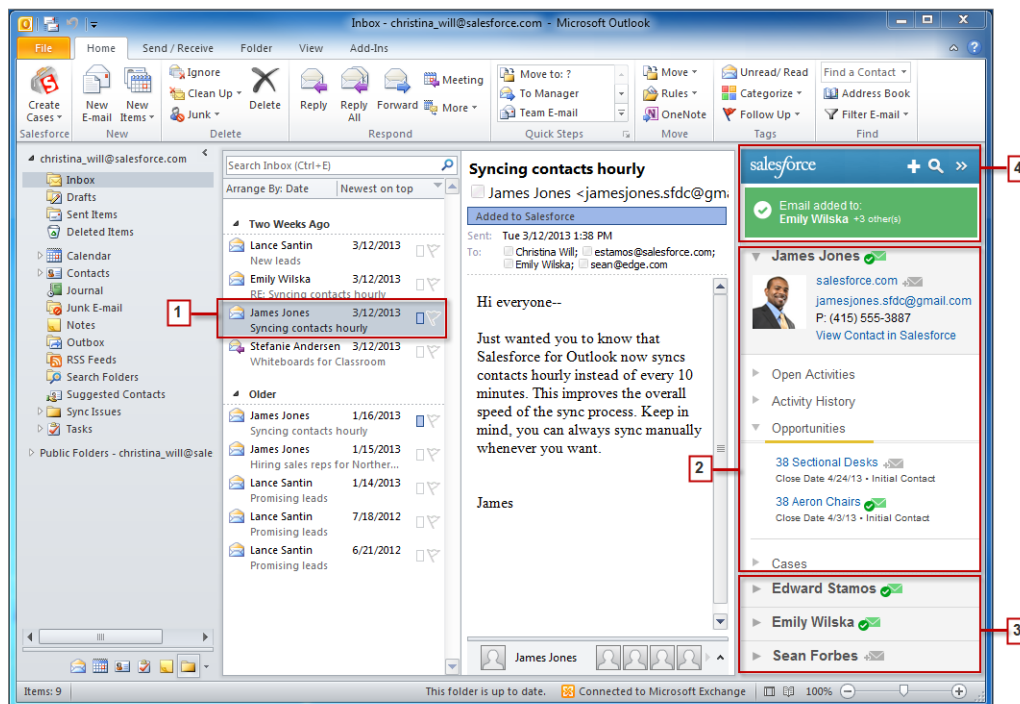 Inbox - christina_will@salesforce.com - Microsoft Outlook
File
Home
Send / Receive
Folder
View
Add-Ins
Create
Cases
Salesforce
New
E-mail
New
Items
New
Ignore
Clean Up
Junk
Delete
Delete
Reply
Reply
All
Forward
Meeting
More
Respond
Move to: ?
To Manager
Team E-mail
Quick Steps
Move
Rules
OneNote
Move
Unread/ Read
Categorize
Follow Up
Tags
Find a Contact
Address Book
Filter E-mail
Find
christina_will@salesforce.com
Inbox
Drafts
Sent Items
Deleted Items
Calendar
Contacts
Journal
Junk E-mail
Notes
Outbox
RSS Feeds
Search Folders
Suggested Contacts
Sync Issues
Tasks
Public Folders - christina_will@sale
Search Inbox (Ctrl+E)
Arrange By: Date
Newest on top
Two Weeks Ago
Lance Santin 3/12/2013
New leads
Emily Wilska 3/12/2013
RE: Syncing contacts hourly
1
James Jones 3/12/2013
Syncing contacts hourly
Stefanie Andersen 3/12/2013
Whiteboards for Classroom
Older
James Jones 1/16/2013
Syncing contacts hourly
James Jones 1/15/2013
Hiring sales reps for Norther...
Lance Santin 1/14/2013
Promising leads
Lance Santin 7/18/2012
Promising leads
Lance Santin 6/21/2012
Promising leads
Syncing contacts hourly
James Jones <jamesjones.sfdc@gm
Added to Salesforce
Sent: Tue 3/12/2013 1:38 PM
To: Christina Will; estamos@salesforce.com;
Emily Wilska; sean@edge.com
Hi everyone--
Just wanted you to know that
Salesforce for Outlook now syncs
contacts hourly instead of every 10
minutes. This improves the overall
speed of the sync process. Keep in
mind, you can always sync manually
whenever you want.
James
James Jones
salesforce
4
Email added to:
Emily Wilska +3 other(s)
James Jones
salesforce.com
jamesjones.sfdc@gmail.com
P: (415) 555-3887
View Contact in Salesforce
Open Activities
Activity History
Opportunities
2
38 Sectional Desks
Close Date 4/24/13 • Initial Contact
38 Aeron Chairs
Close Date 4/3/13 • Initial Contact
Cases
Edward Stamos
Emily Wilska
3
Sean Forbes
Items: 9
This folder is up to date.
Connected to Microsoft Exchange
100%